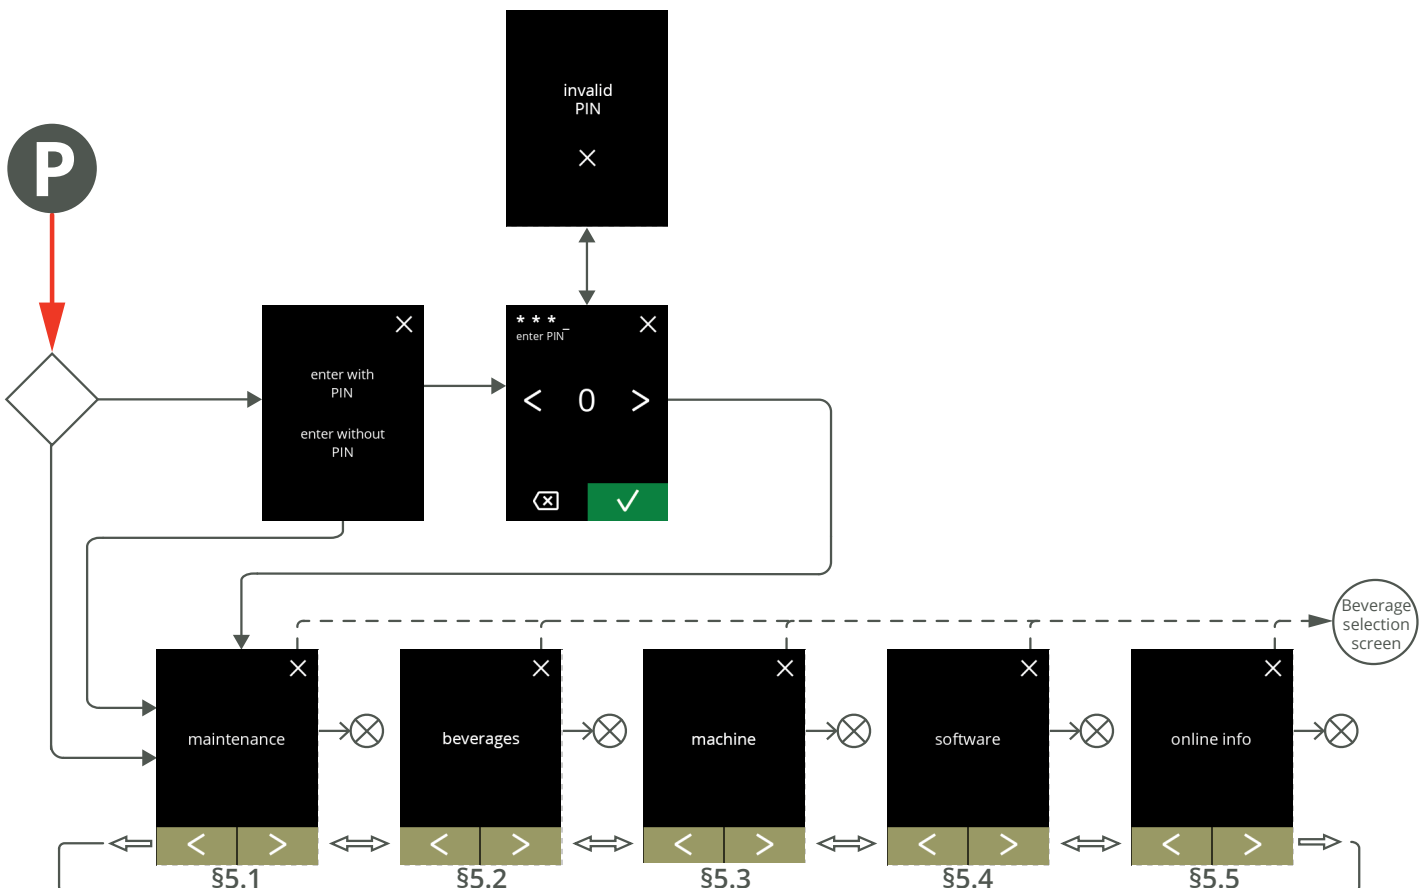 invalid
PIN
P
* * * _
enter PIN
enter with
PIN
enter without
PIN
< 0 >
Beverage
selection
screen
maintenance
beverages
machine
software
online info
< >
< >
< >
< >
< >
§5.1
§5.2
§5.3
§5.4
§5.5